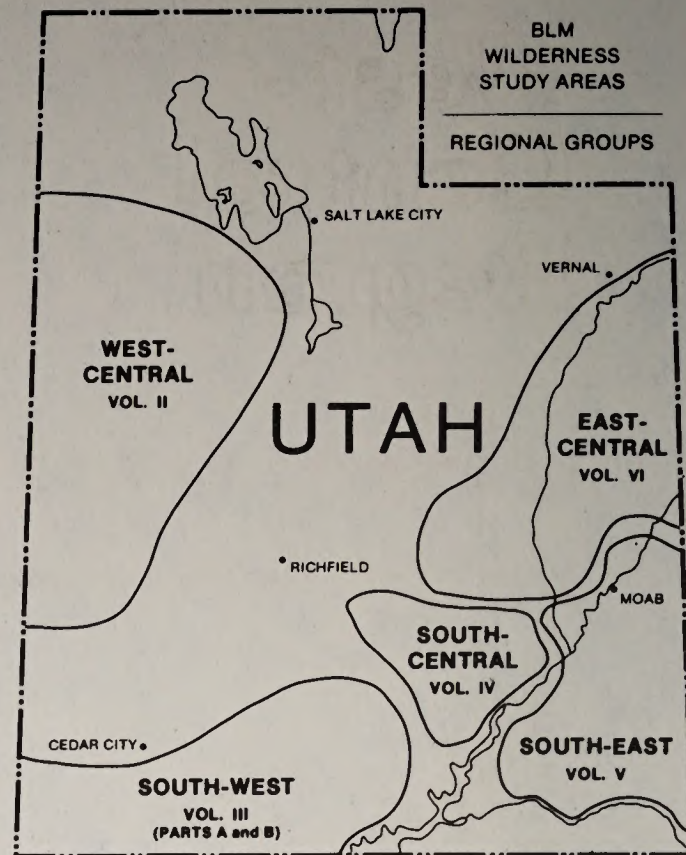 BLM
WILDERNESS
STUDY AREAS
REGIONAL GROUPS
SALT LAKE CITY
VERNAL
WEST-
CENTRAL
VOL. II
UTAH
EAST-
CENTRAL
VOL. VI
RICHFIELD
MOAB
SOUTH-
CENTRAL
VOL. IV
CEDAR CITY
SOUTH-EAST
VOL. V
SOUTH-WEST
VOL. III
(PARTS A and B)